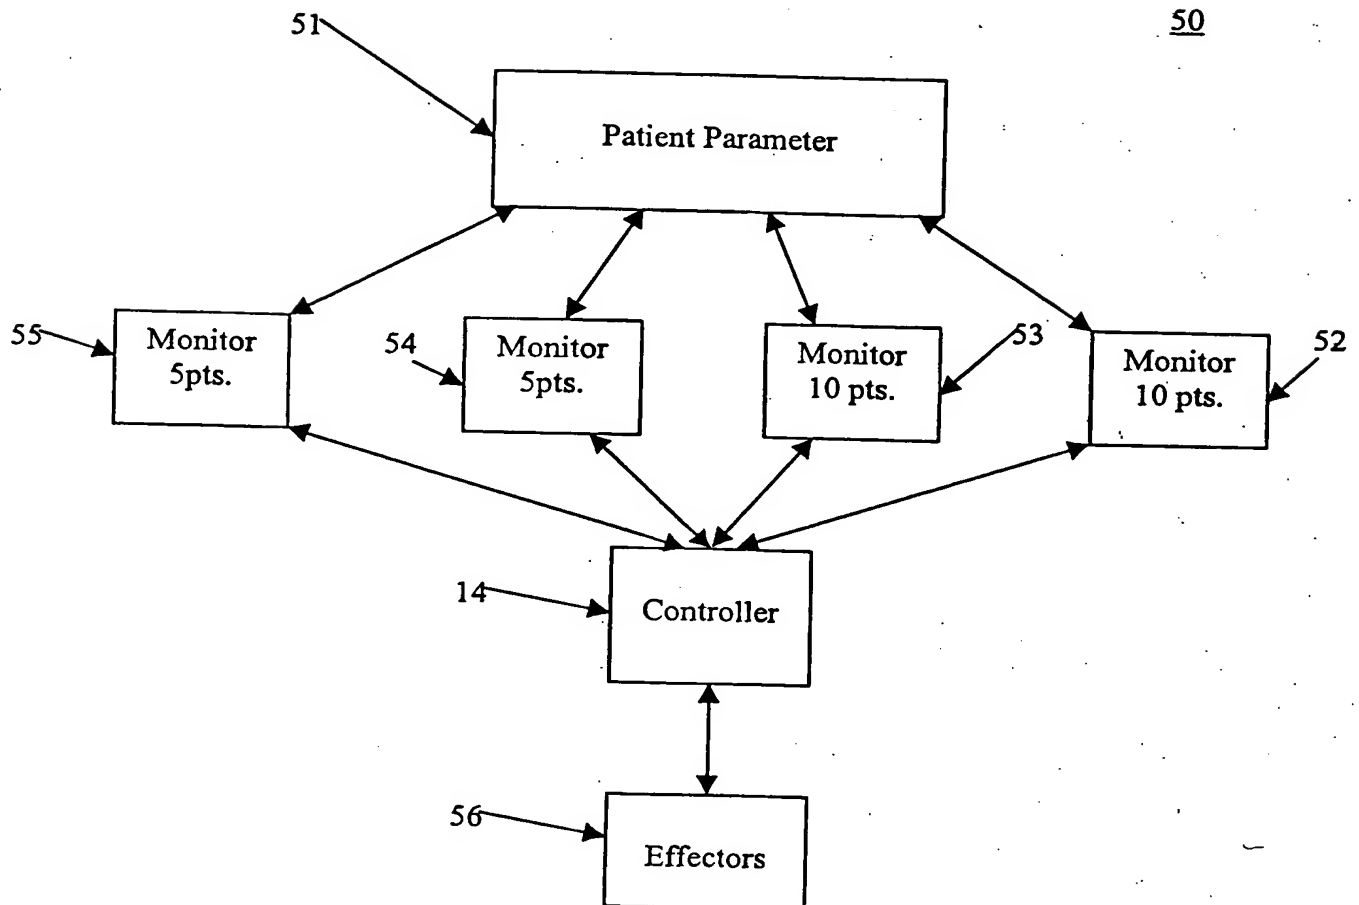 51
50
Patient Parameter
55
Monitor
5pts.
54
Monitor
5pts.
Monitor
10 pts.
53
Monitor
10 pts.
52
14
Controller
56
Effectors